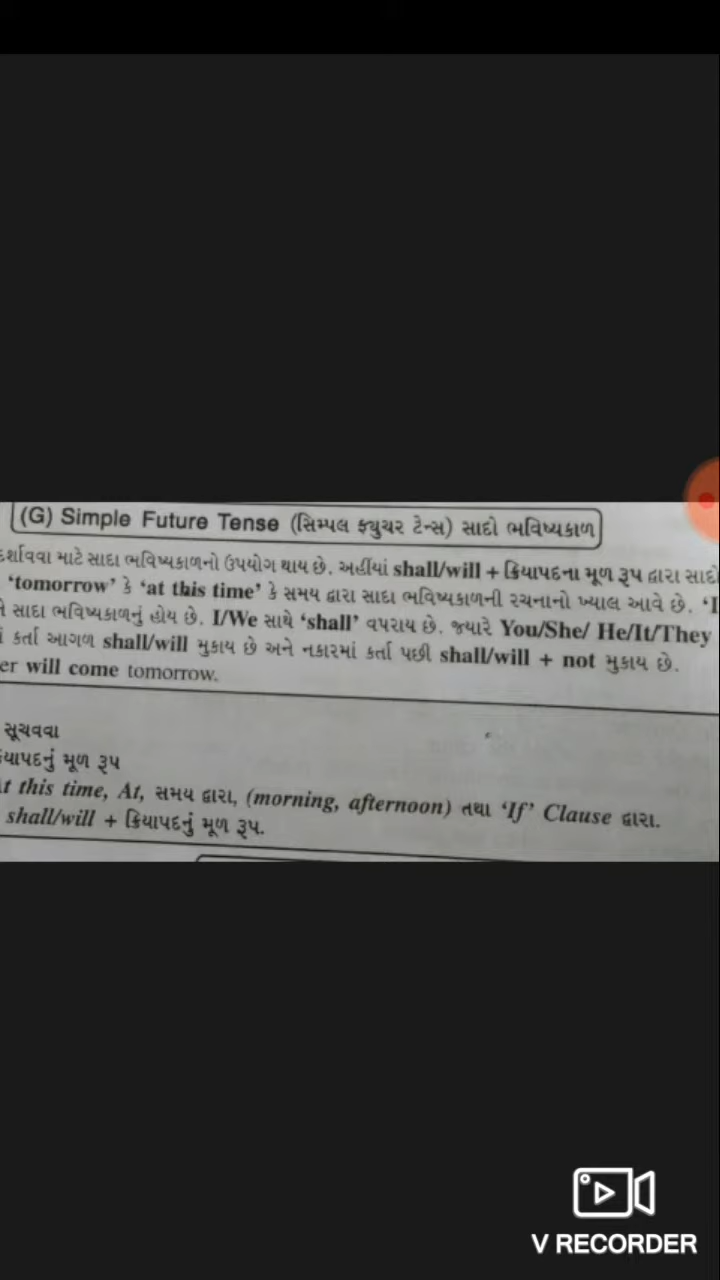 (G) Simple Future Tense (સિમ્પલ ફ્યુચર ટેન્સ) સાદો ભવિષ્યકાળ
દર્શાવવા માટે સાદા ભવિષ્યકાળનો ઉપયોગ થાય છે. અહીંયાં shall/will + ક્રિયાપદના મૂળ રૂપ દ્વારા સાદો
'tomorrow' કે 'at this time' કે સમય દ્વારા સાદા ભવિષ્યકાળની રચનાનો ખ્યાલ આવે છે. 'I
સાદા ભવિષ્યકાળનું હોય છે. I/We સાથે 'shall' વપરાય છે. જ્યારે You/She/ He/It/They
કર્તા આગળ shall/will મુકાય છે અને નકારમાં કર્તા પછી shall/will + not મુકાય છે.
er will come tomorrow.
સૂચવવા
યાપદનું મૂળ રૂપ
t this time, At, સમય દ્વારા, (morning, afternoon) તથા 'If' Clause દ્વારા.
shall/will + ક્રિયાપદનું મૂળ રૂપ.
V RECORDER